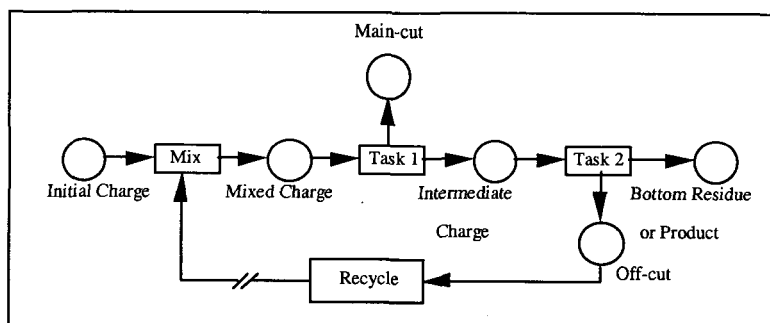 Main-cut
Mix
Task 1
Task 2
Initial Charge
Mixed Charge
Intermediate
Charge
Bottom Residue
or Product
Off-cut
Recycle